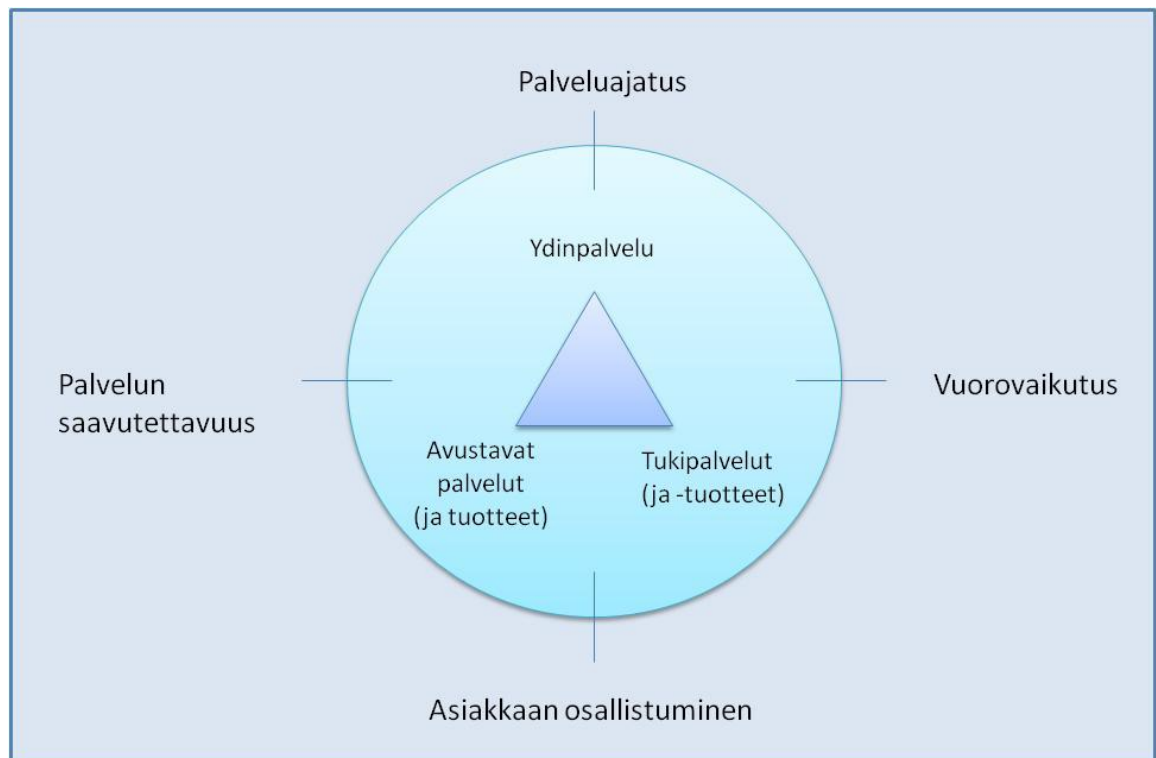 Palveluajatus
Ydinpalvelu
Palvelun
saavutettavuus
Vuorovaikutus
Avustavat
palvelut
(ja tuotteet)
Tukipalvelut
(ja -tuotteet)
Asiakkaan osallistuminen